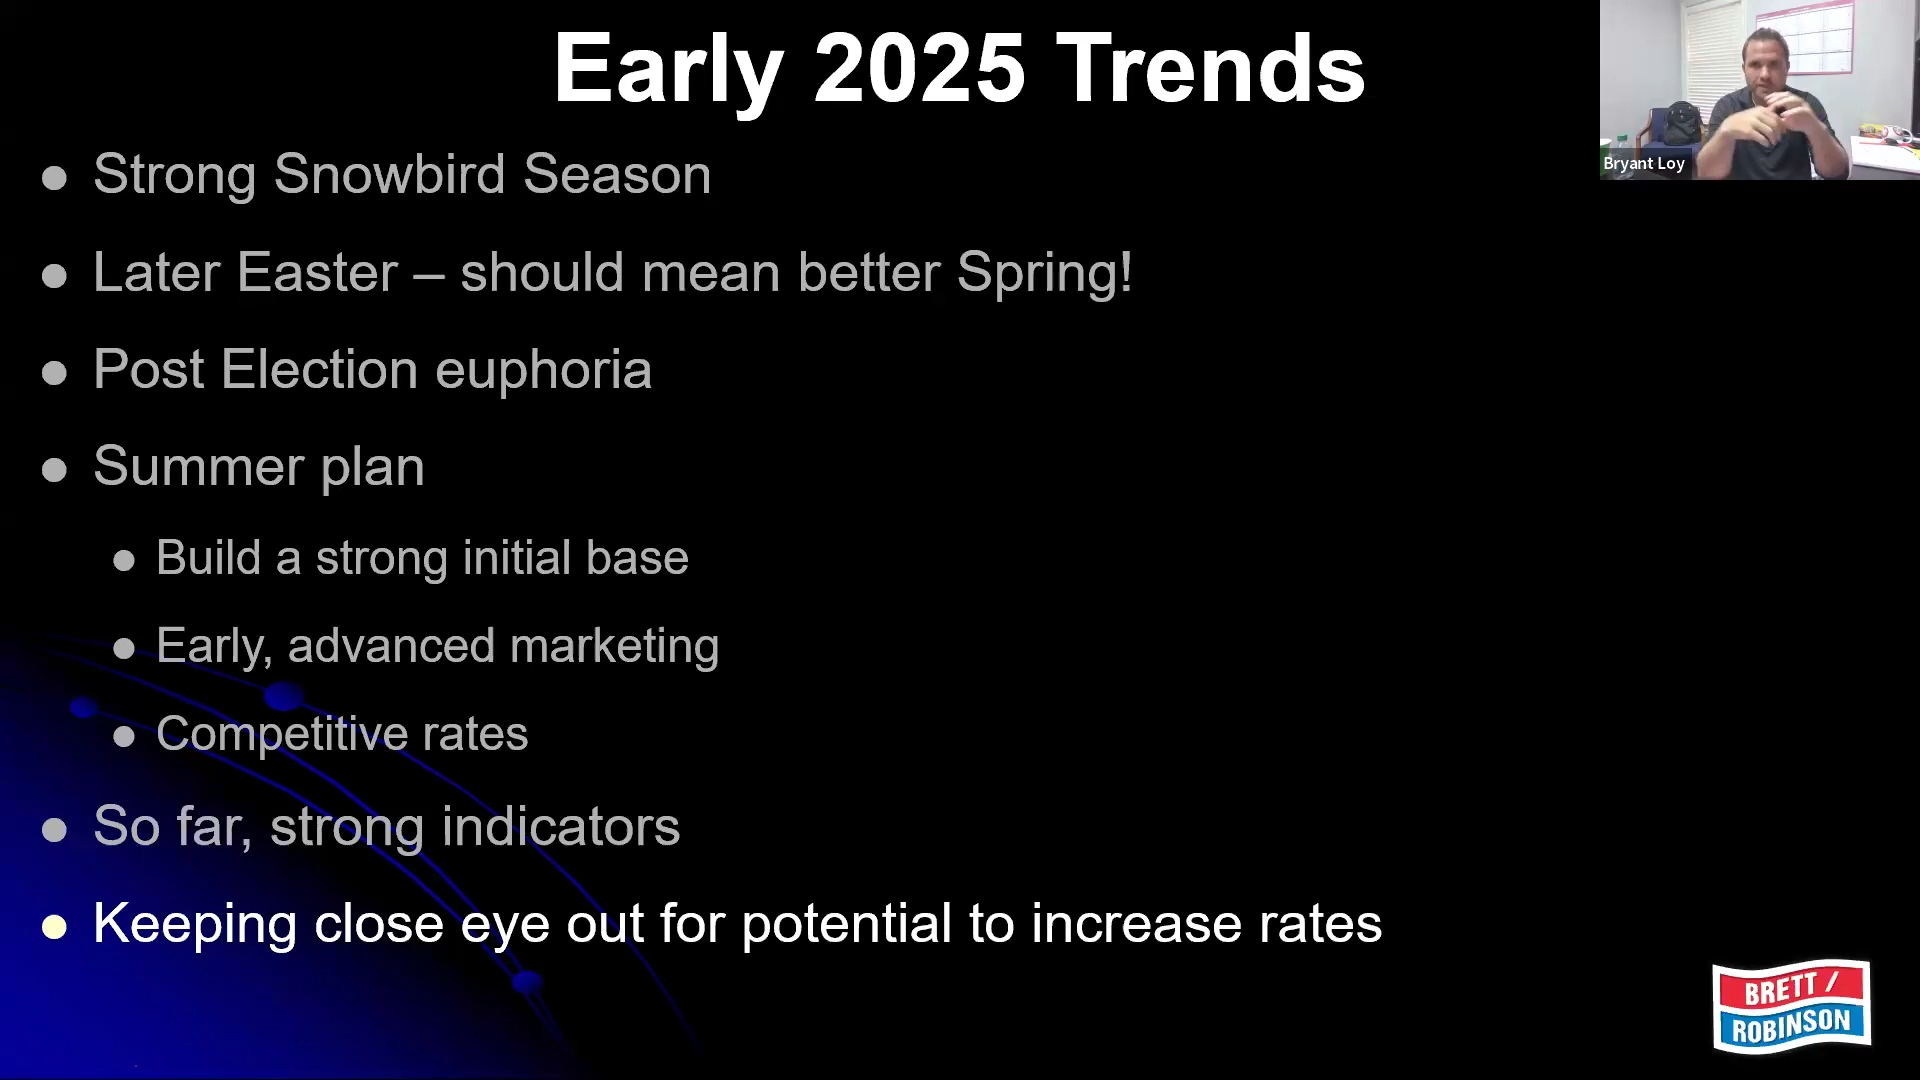 Early 2025 Trends
Bryant Loy
● Strong Snowbird Season
● Later Easter – should mean better Spring!
● Post Election euphoria
● Summer plan
● Build a strong initial base
● Early, advanced marketing
● Competitive rates
● So far, strong indicators
● Keeping close eye out for potential to increase rates
BRETT /
ROBINSON